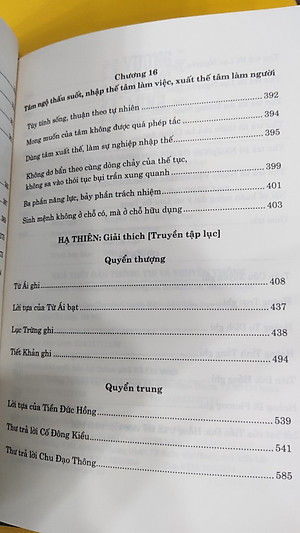 Chương 16
Tâm ngộ thấu suốt, nhập thế tâm làm việc, xuất thế tâm làm người
Tùy tính sống, thuận theo tự nhiên 392
Mong muốn của tâm không được quá phép tắc 394
Dùng tâm xuất thế, làm sự nghiệp nhập thế 395
Không dơ bẩn theo cùng dòng chảy của thế tục,
không sa vào thói tục bụi trần xung quanh 399
Ba phần năng lực, bảy phần trách nhiệm 401
Sinh mệnh không ở chỗ có, mà ở chỗ hữu dụng 403
HẠ THIÊN: Giải thích [Truyền tập lục]
Quyển thượng
Từ Ái ghi 408
Lời tựa của Từ Ái bạt 437
Lục Trừng ghi 438
Tiết Khản ghi 494
Quyển trung
Lời tựa của Tiền Đức Hồng 539
Thư trả lời Cố Đông Kiều 541
Thư trả lời Chu Đạo Thông 585